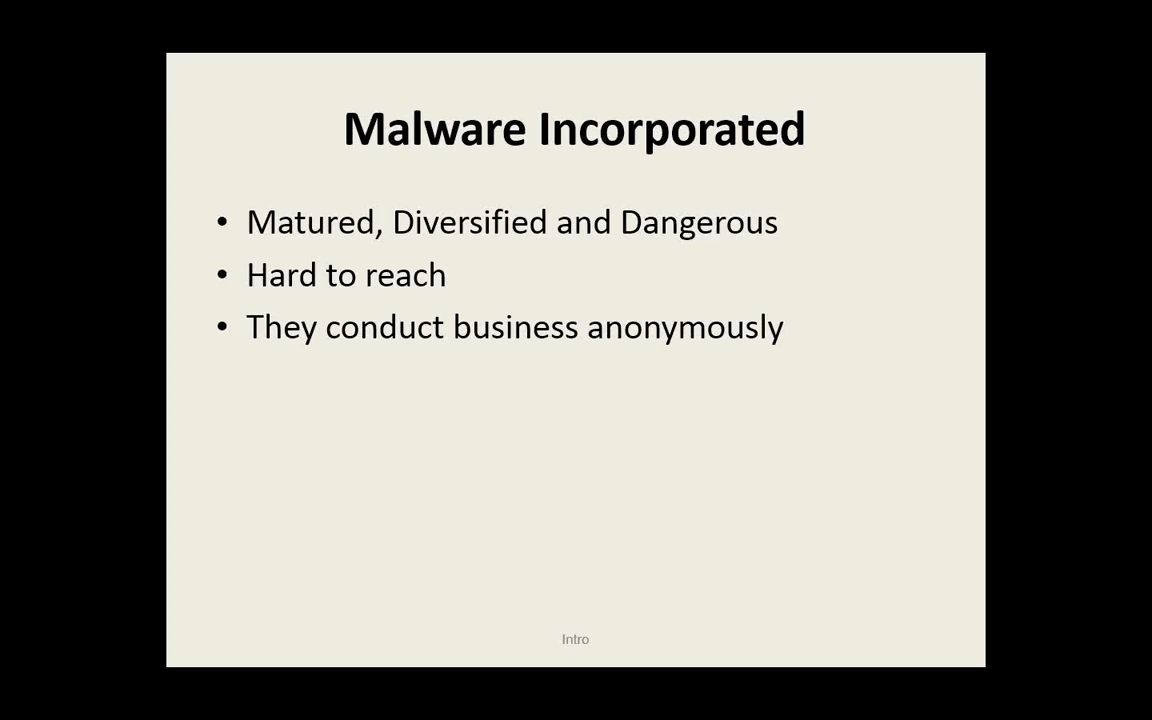 Malware Incorporated
• Matured, Diversified and Dangerous
• Hard to reach
• They conduct business anonymously
Intro